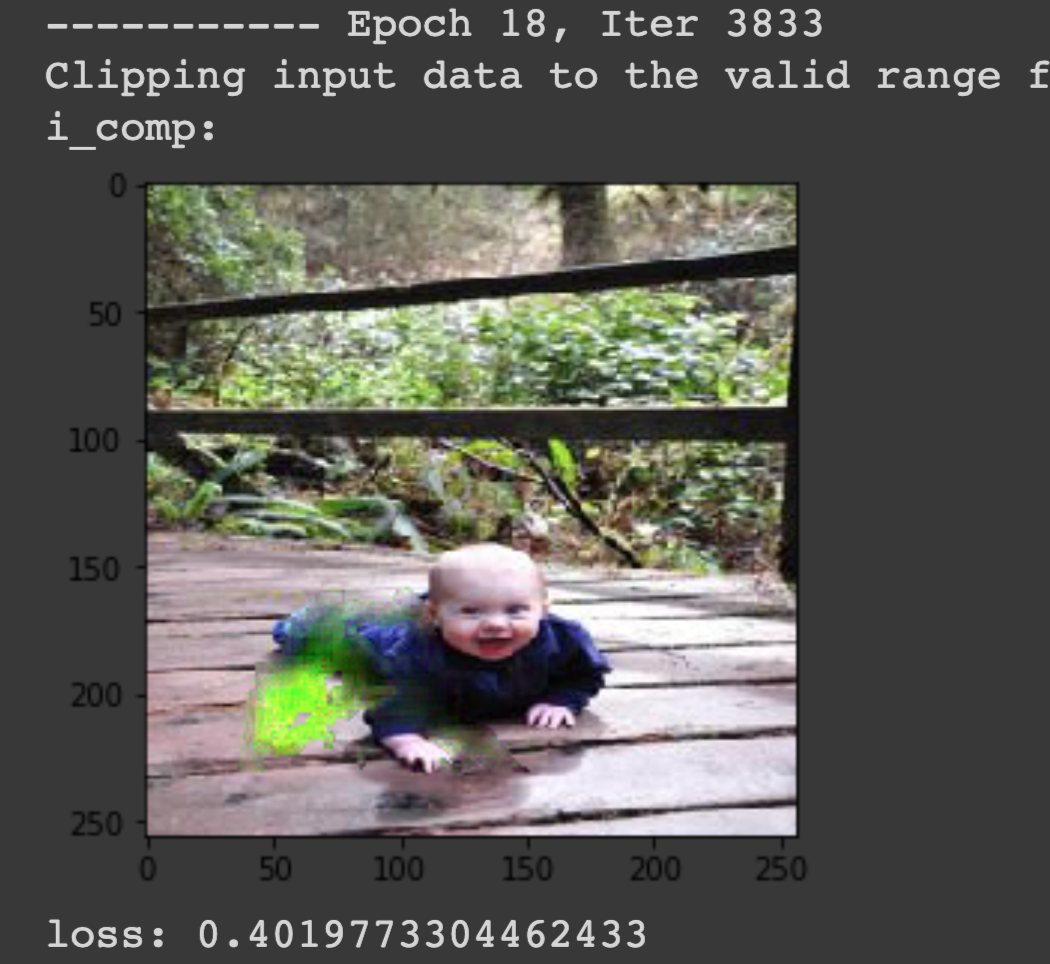 ----------- Epoch 18, Iter 3833
Clipping input data to the valid range f
i_comp:
0
50
100
150
200
250
0 50 100 150 200 250
loss: 0.4019773304462433